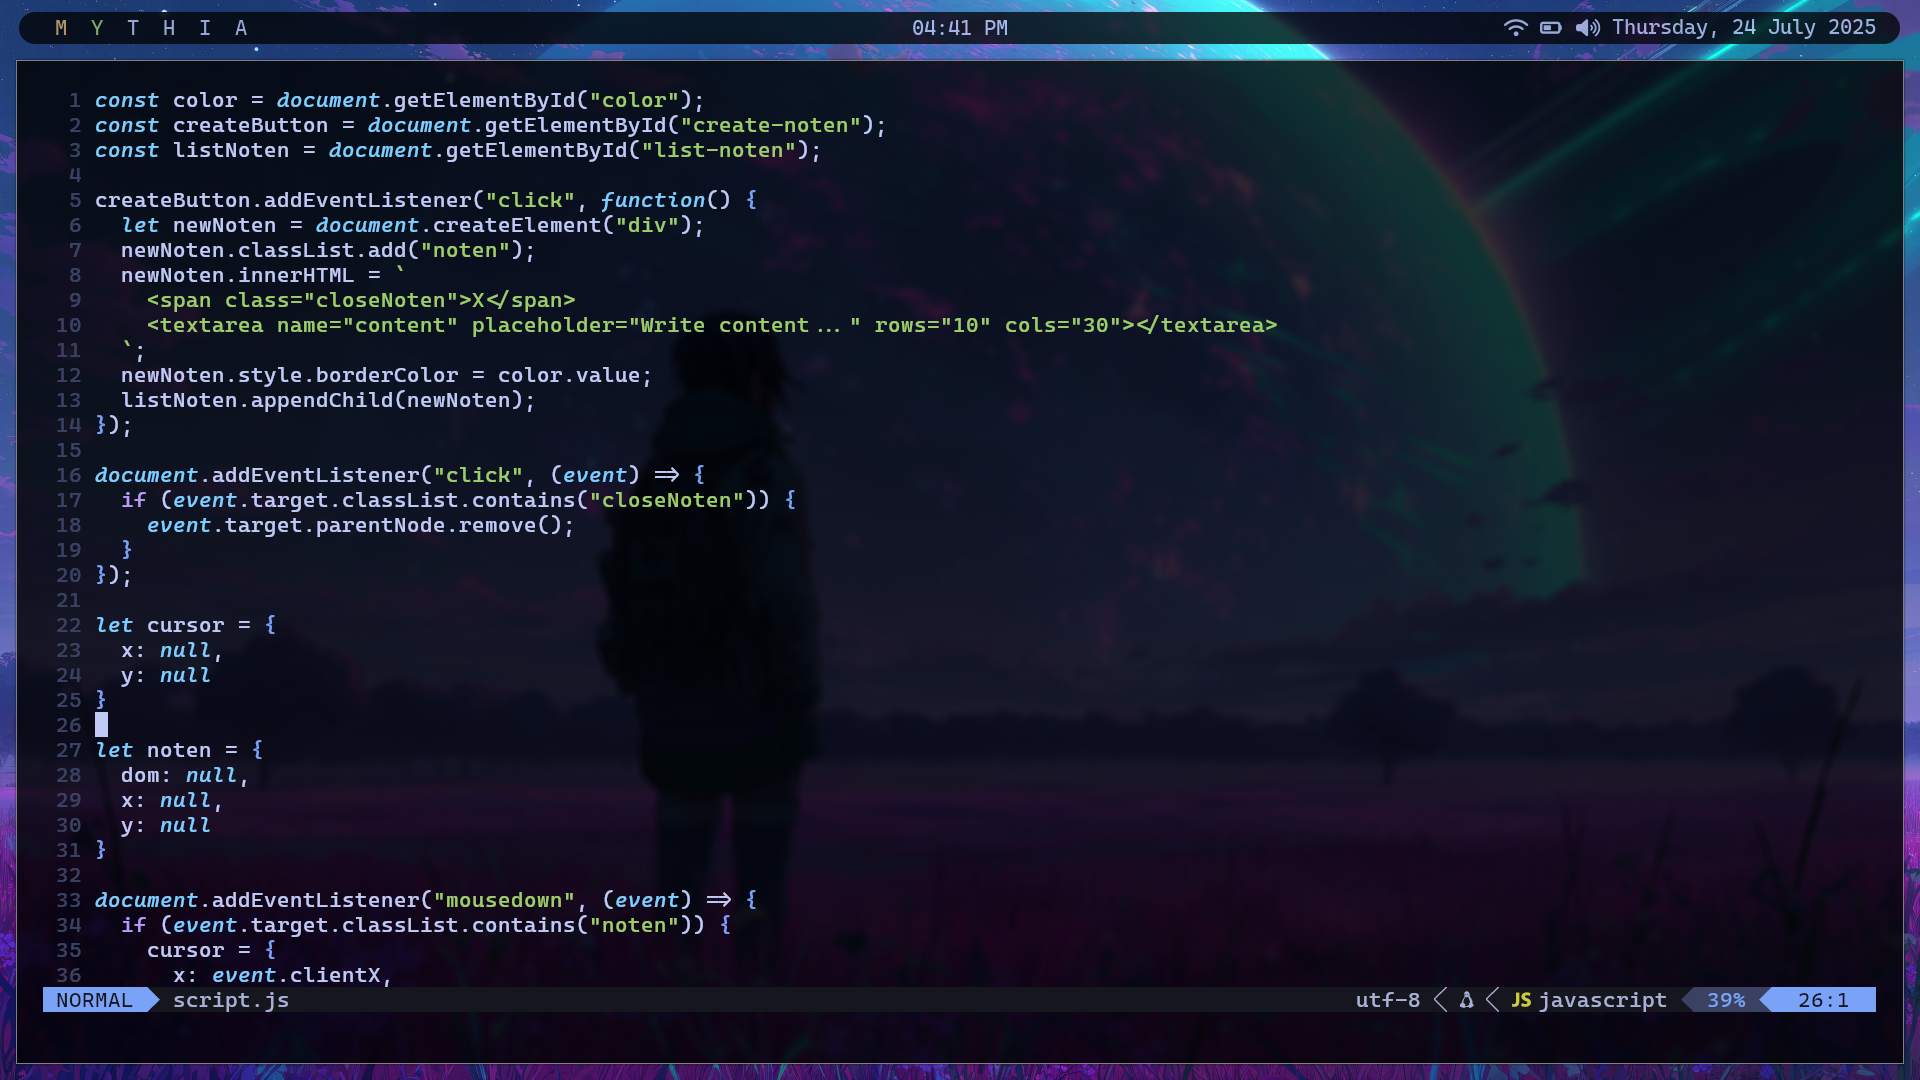 M Y T H I A 04:41 PM Thursday, 24 July 2025
1 const color = document.getElementById("color");
2 const createButton = document.getElementById("create-noten");
3 const listNoten = document.getElementById("list-noten");
4
5 createButton.addEventListener("click", function() {
6   let newNoten = document.createElement("div");
7   newNoten.classList.add("noten");
8   newNoten.innerHTML = `
9     <span class="closeNoten">X</span>
10     <textarea name="content" placeholder="Write content..." rows="10" cols="30"></textarea>
11   `;
12   newNoten.style.borderColor = color.value;
13   listNoten.appendChild(newNoten);
14 });
15
16 document.addEventListener("click", (event) => {
17   if (event.target.classList.contains("closeNoten")) {
18     event.target.parentNode.remove();
19   }
20 });
21
22 let cursor = {
23   x: null,
24   y: null
25 }
26
27 let noten = {
28   dom: null,
29   x: null,
30   y: null
31 }
32
33 document.addEventListener("mousedown", (event) => {
34   if (event.target.classList.contains("noten")) {
35     cursor = {
36       x: event.clientX,
NORMAL script.js utf-8 JS javascript 39% 26:1